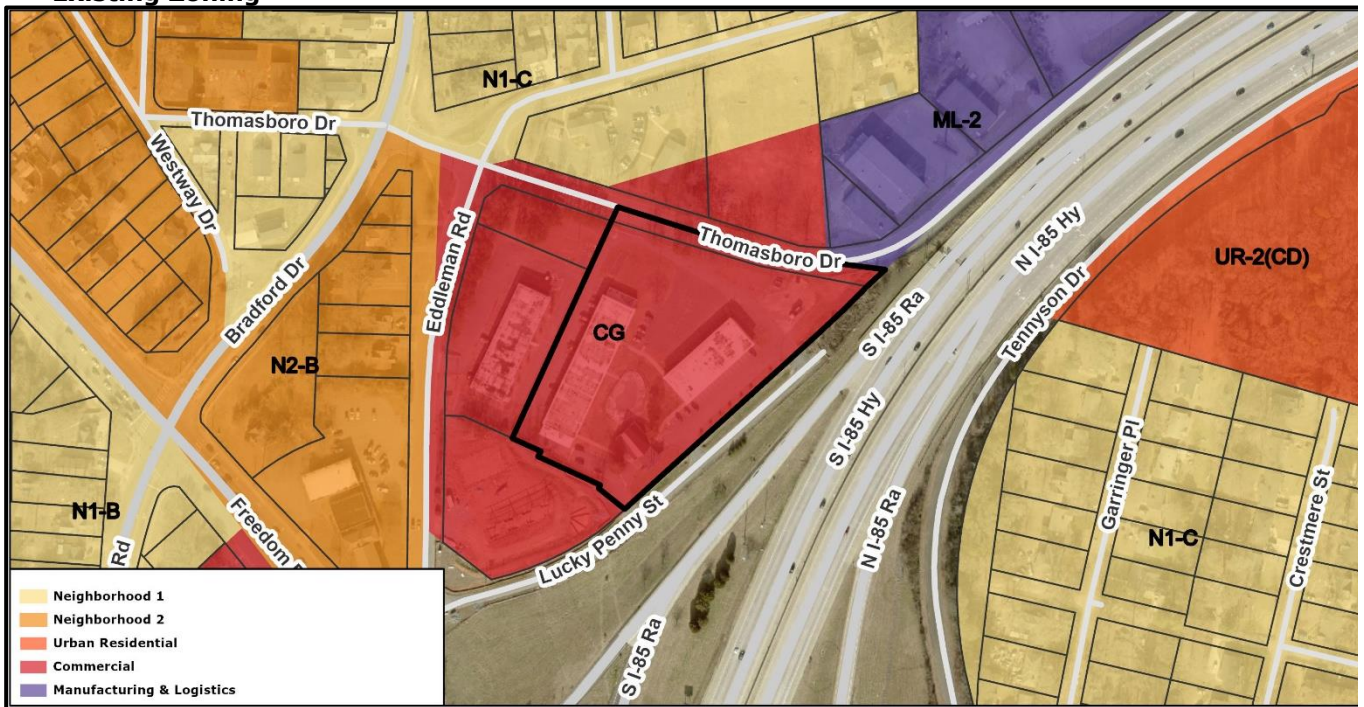 Existing Zoning
N1-C
Thomasboro Dr
ML-2
Westway Dr
Eddleman Rd
Thomasboro Dr
N I-85 Hy
UR-2(CD)
Bradford Dr
S I-85 Ra
Tennyson Dr
CG
N2-B
S I-85 Hy
Garringer Pl
Crestmere St
N1-B
Freedom
Rd
N I-85 Ra
N1-C
Lucky Penny St
S I-85 Ra
Neighborhood 1
Neighborhood 2
Urban Residential
Commercial
Manufacturing & Logistics